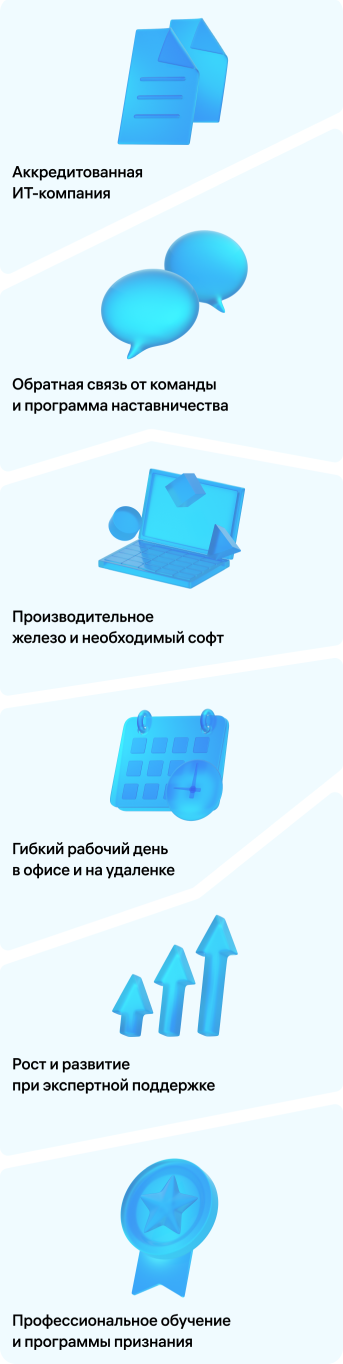 Аккредитованная
ИТ-компания
Обратная связь от команды
и программа наставничества
Производительное
железо и необходимый софт
Гибкий рабочий день
в офисе и на удаленке
Рост и развитие
при экспертной поддержке
Профессиональное обучение
и программы признания